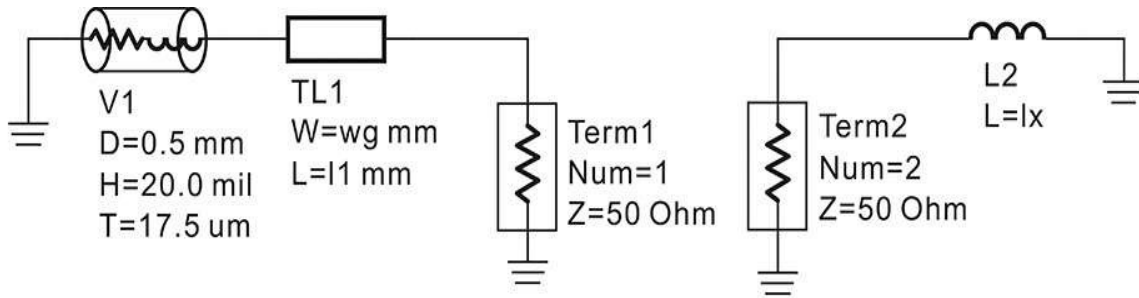 V1
D=0.5 mm
H=20.0 mil
T=17.5 um
TL1
W=wg mm
L=l1 mm
Term1
Num=1
Z=50 Ohm
Term2
Num=2
Z=50 Ohm
L2
L=lx